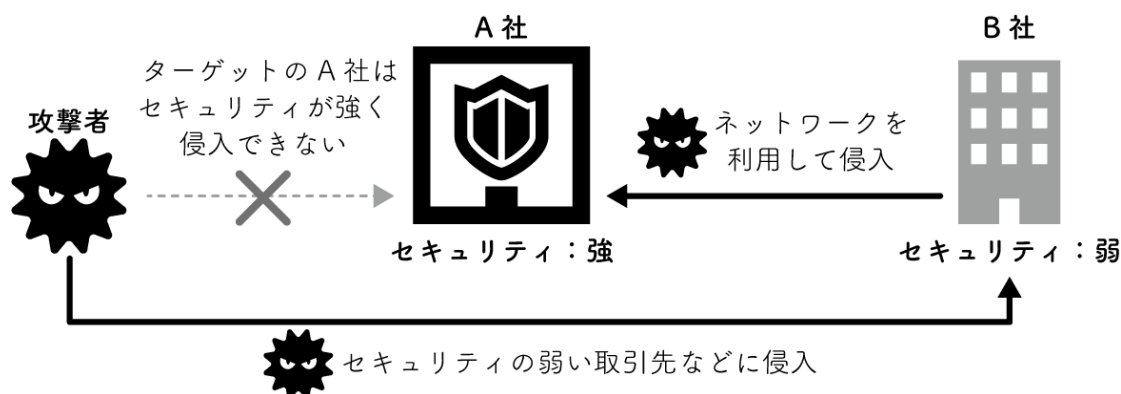 A社
B社
ターゲットのA社は
セキュリティが強く
侵入できない
攻撃者
ネットワークを
利用して侵入
セキュリティ：強
セキュリティ：弱
セキュリティの弱い取引先などに侵入